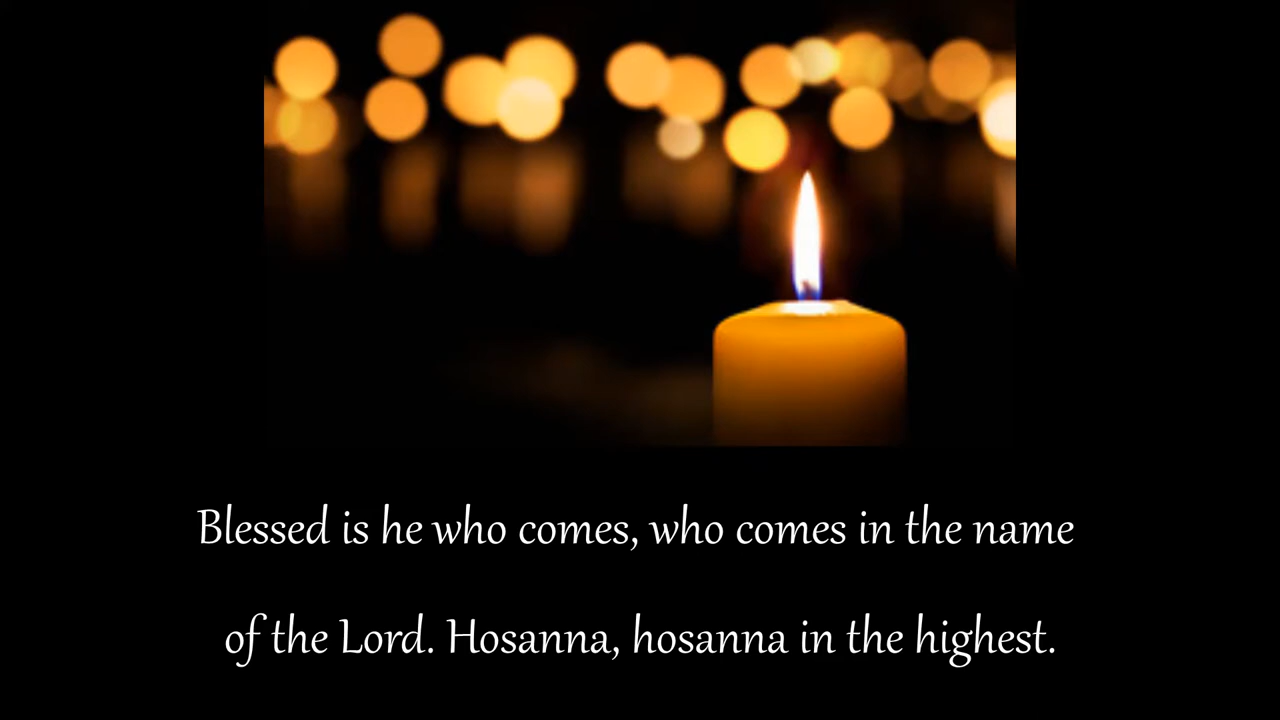 Blessed is he who comes, who comes in the name
of the Lord. Hosanna, hosanna in the highest.